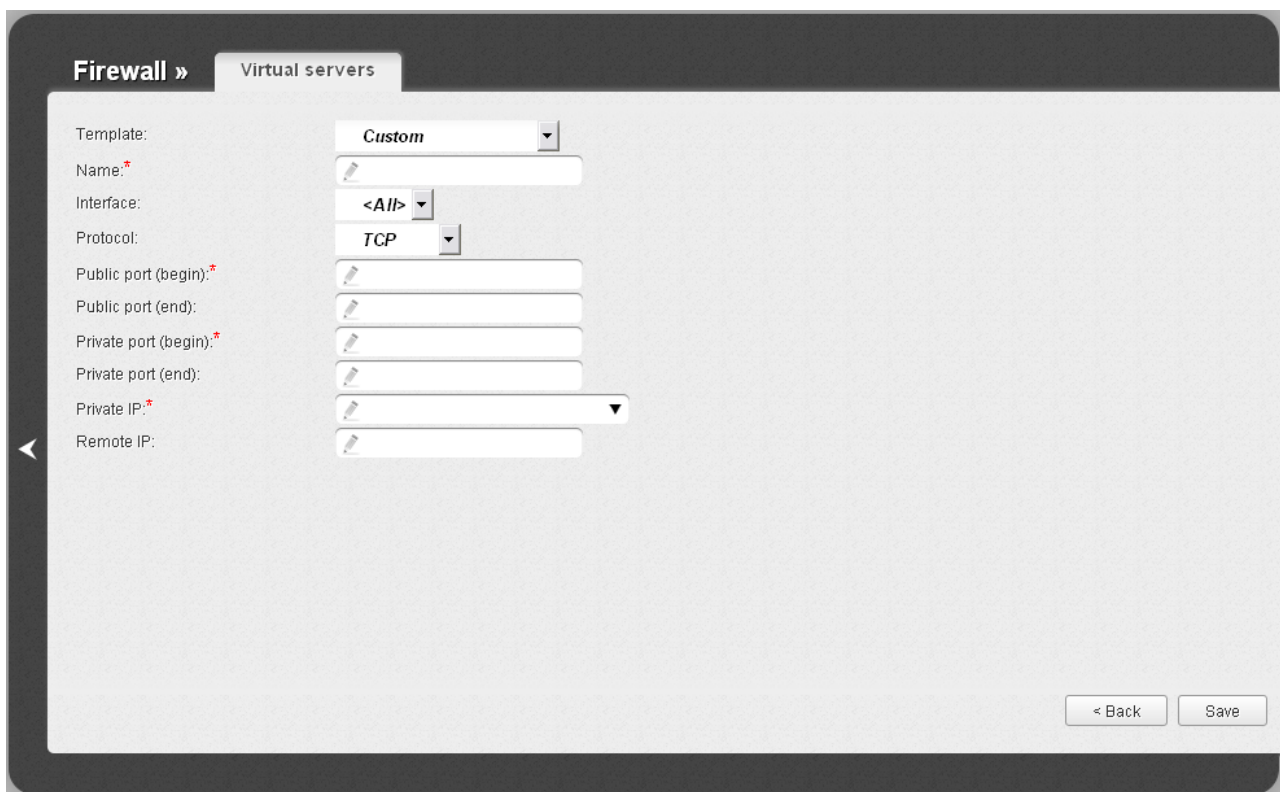 Firewall » Virtual servers
Template: Custom
Name:*
Interface: <All>
Protocol: TCP
Public port (begin):*
Public port (end):
Private port (begin):*
Private port (end):
Private IP:*
Remote IP:
< Back Save